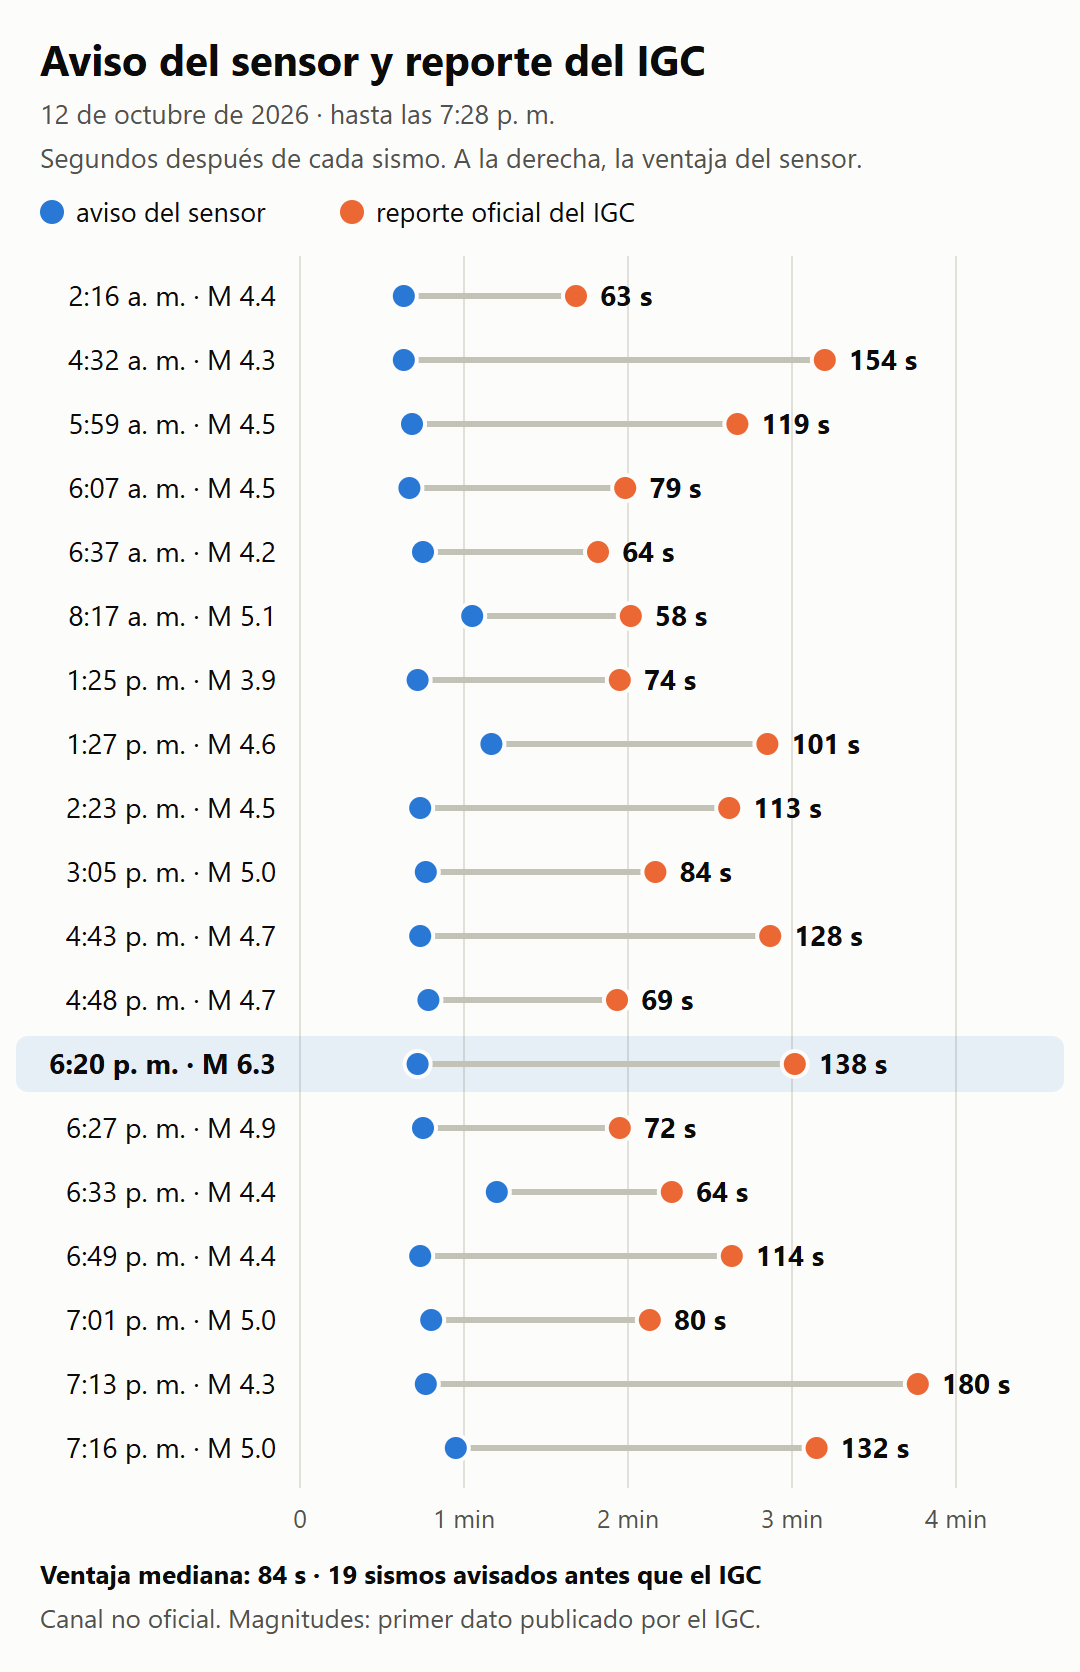 Aviso del sensor y reporte del IGC
12 de octubre de 2026 · hasta las 7:28 p. m.
Segundos después de cada sismo. A la derecha, la ventaja del sensor.
aviso del sensor reporte oficial del IGC
2:16 a. m. · M 4.4 63 s
4:32 a. m. · M 4.3 154 s
5:59 a. m. · M 4.5 119 s
6:07 a. m. · M 4.5 79 s
6:37 a. m. · M 4.2 64 s
8:17 a. m. · M 5.1 58 s
1:25 p. m. · M 3.9 74 s
1:27 p. m. · M 4.6 101 s
2:23 p. m. · M 4.5 113 s
3:05 p. m. · M 5.0 84 s
4:43 p. m. · M 4.7 128 s
4:48 p. m. · M 4.7 69 s
6:20 p. m. · M 6.3 138 s
6:27 p. m. · M 4.9 72 s
6:33 p. m. · M 4.4 64 s
6:49 p. m. · M 4.4 114 s
7:01 p. m. · M 5.0 80 s
7:13 p. m. · M 4.3 180 s
7:16 p. m. · M 5.0 132 s
0 1 min 2 min 3 min 4 min
Ventaja mediana: 84 s · 19 sismos avisados antes que el IGC
Canal no oficial. Magnitudes: primer dato publicado por el IGC.